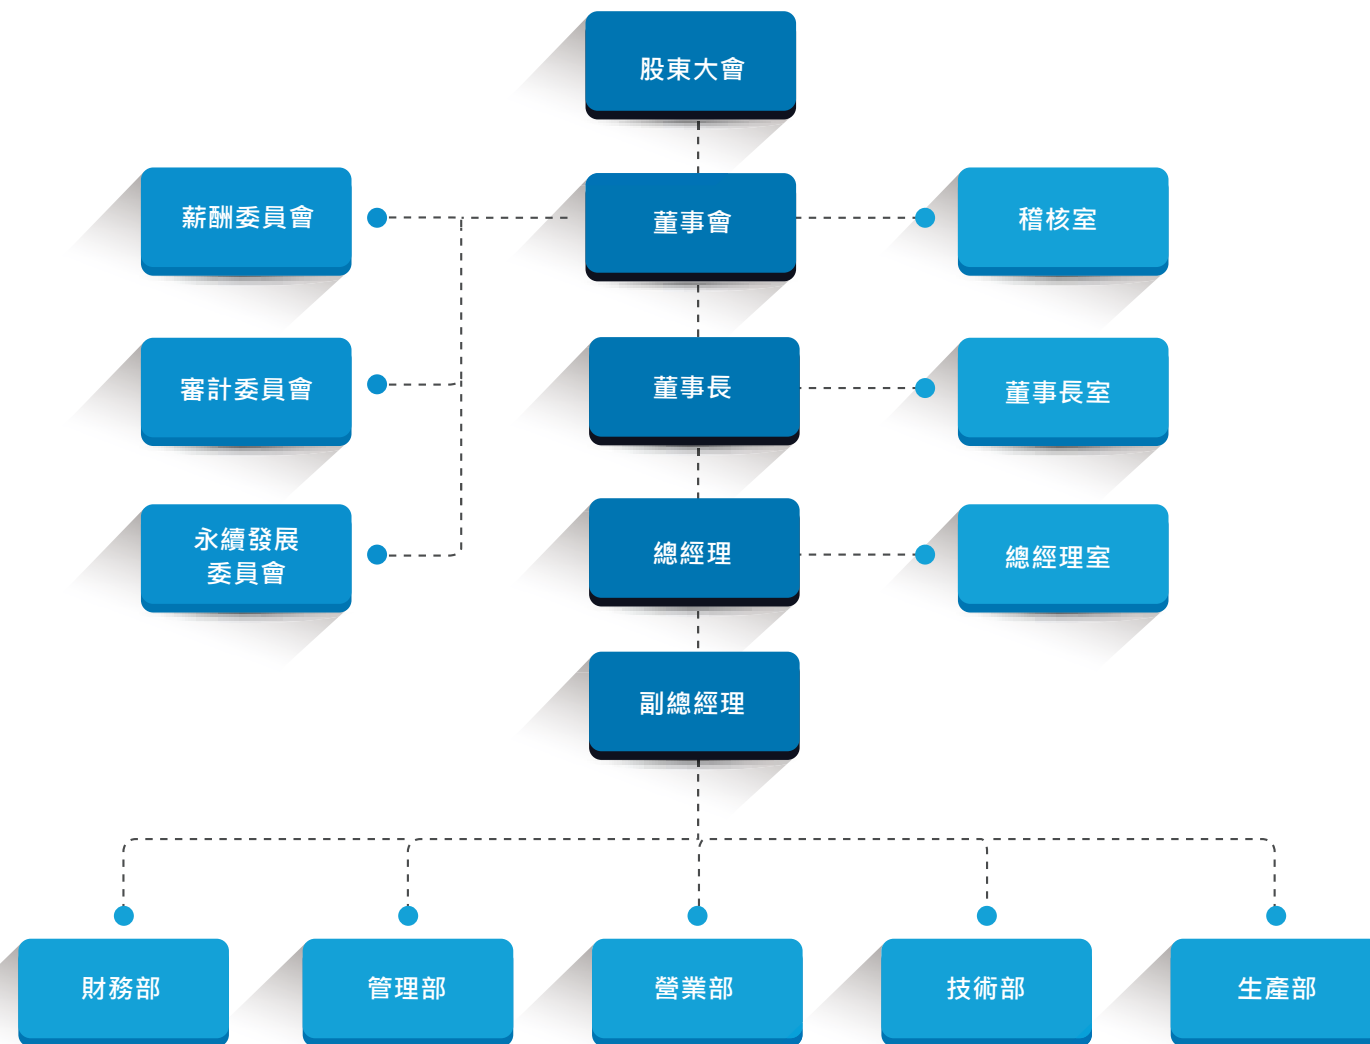 股東大會
薪酬委員會
董事會
稽核室
審計委員會
董事長
董事長室
永續發展
委員會
總經理
總經理室
副總經理
財務部
管理部
營業部
技術部
生產部